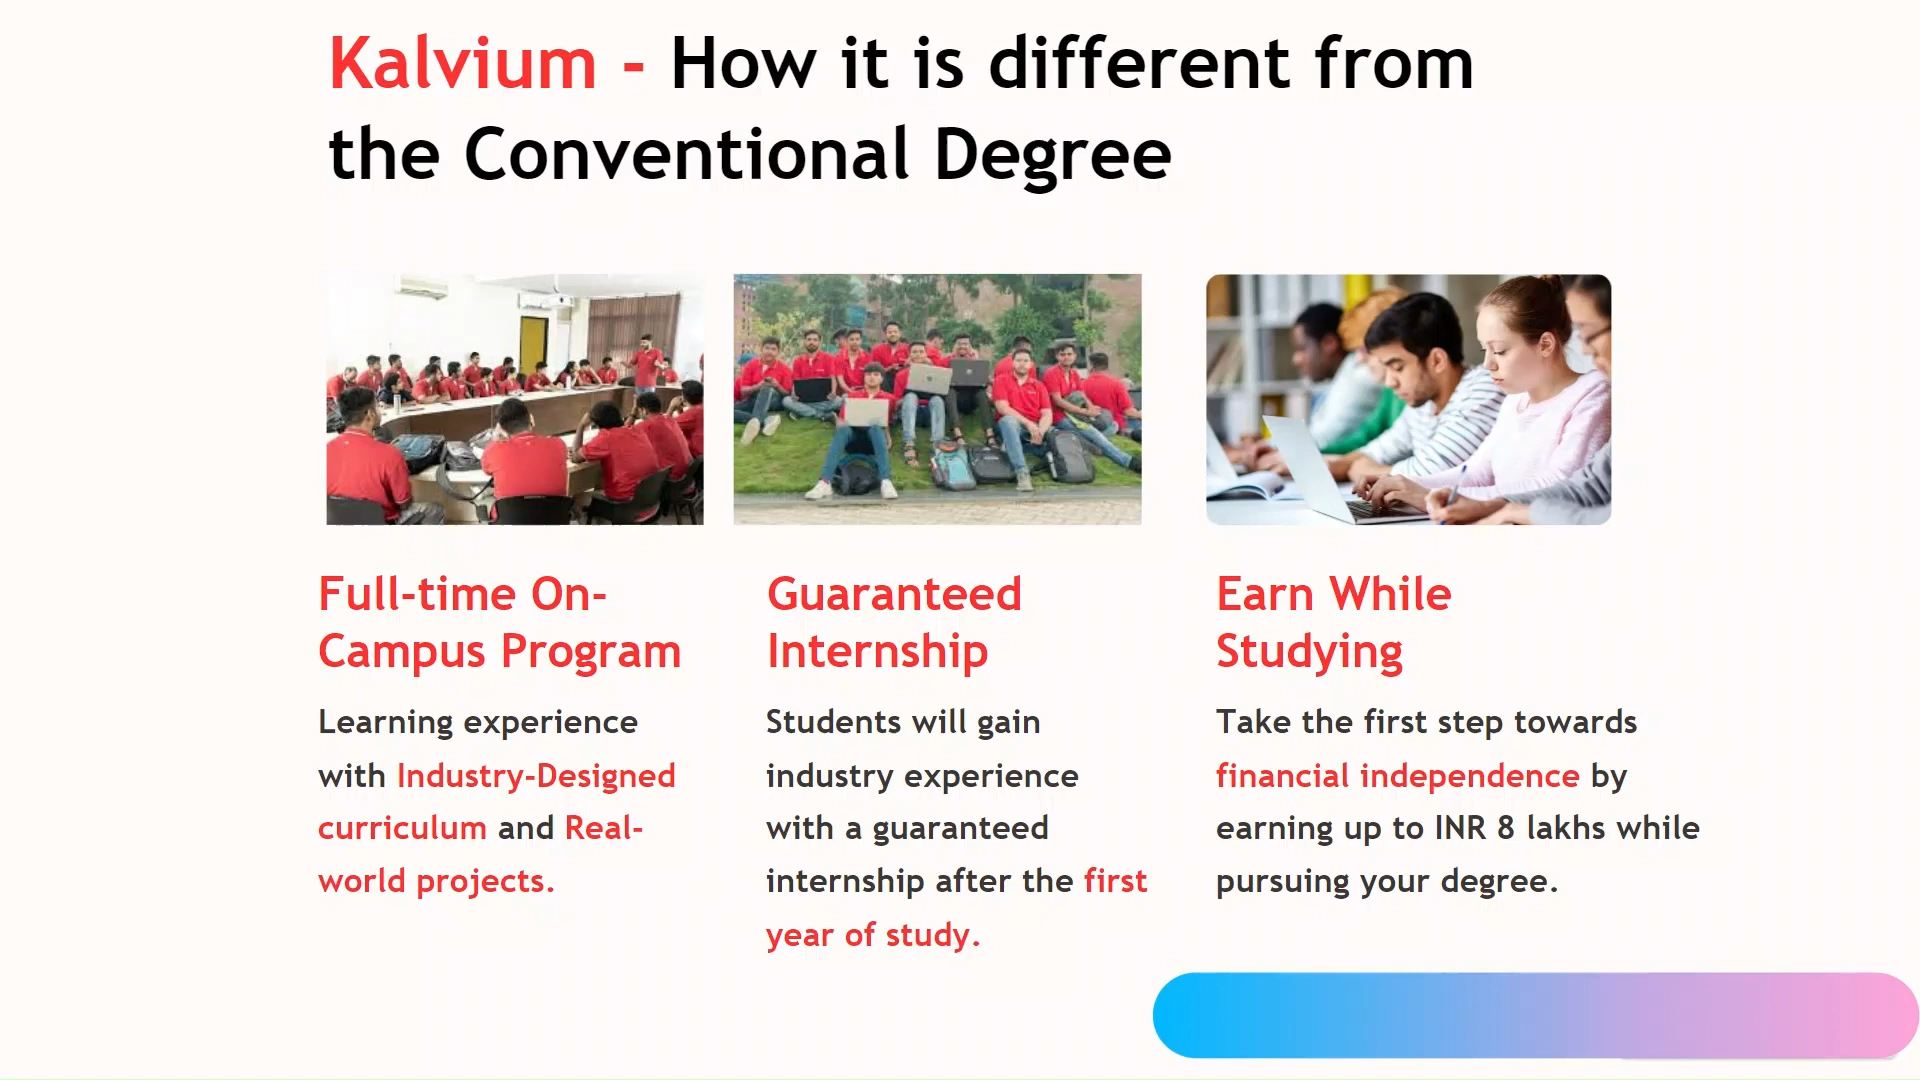 Kalvium - How it is different from
the Conventional Degree
Full-time On-
Campus Program
Learning experience
with Industry-Designed
curriculum and Real-
world projects.
Guaranteed
Internship
Students will gain
industry experience
with a guaranteed
internship after the first
year of study.
Earn While
Studying
Take the first step towards
financial independence by
earning up to INR 8 lakhs while
pursuing your degree.